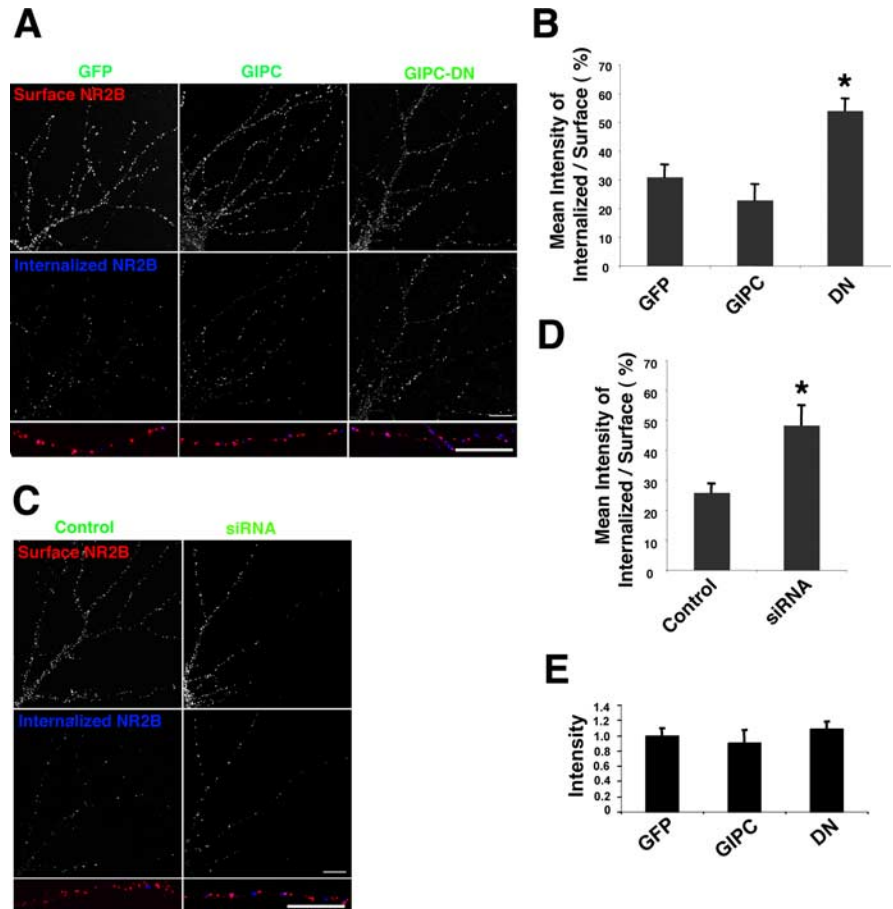 A
GFP
GIPC
GIPC-DN
Surface NR2B
Internalized NR2B
B
Mean Intensity of
Internalized / Surface ( %)
70
60
50
40
30
20
10
0
*
GFP
GIPC
DN
C
Control
siRNA
Surface NR2B
Internalized NR2B
D
Mean Intensity of
Internalized / Surface ( %)
70
60
50
40
30
20
10
0
*
Control
siRNA
E
Intensity
1.4
1.2
1.0
0.8
0.6
0.4
0.2
0
GFP
GIPC
DN